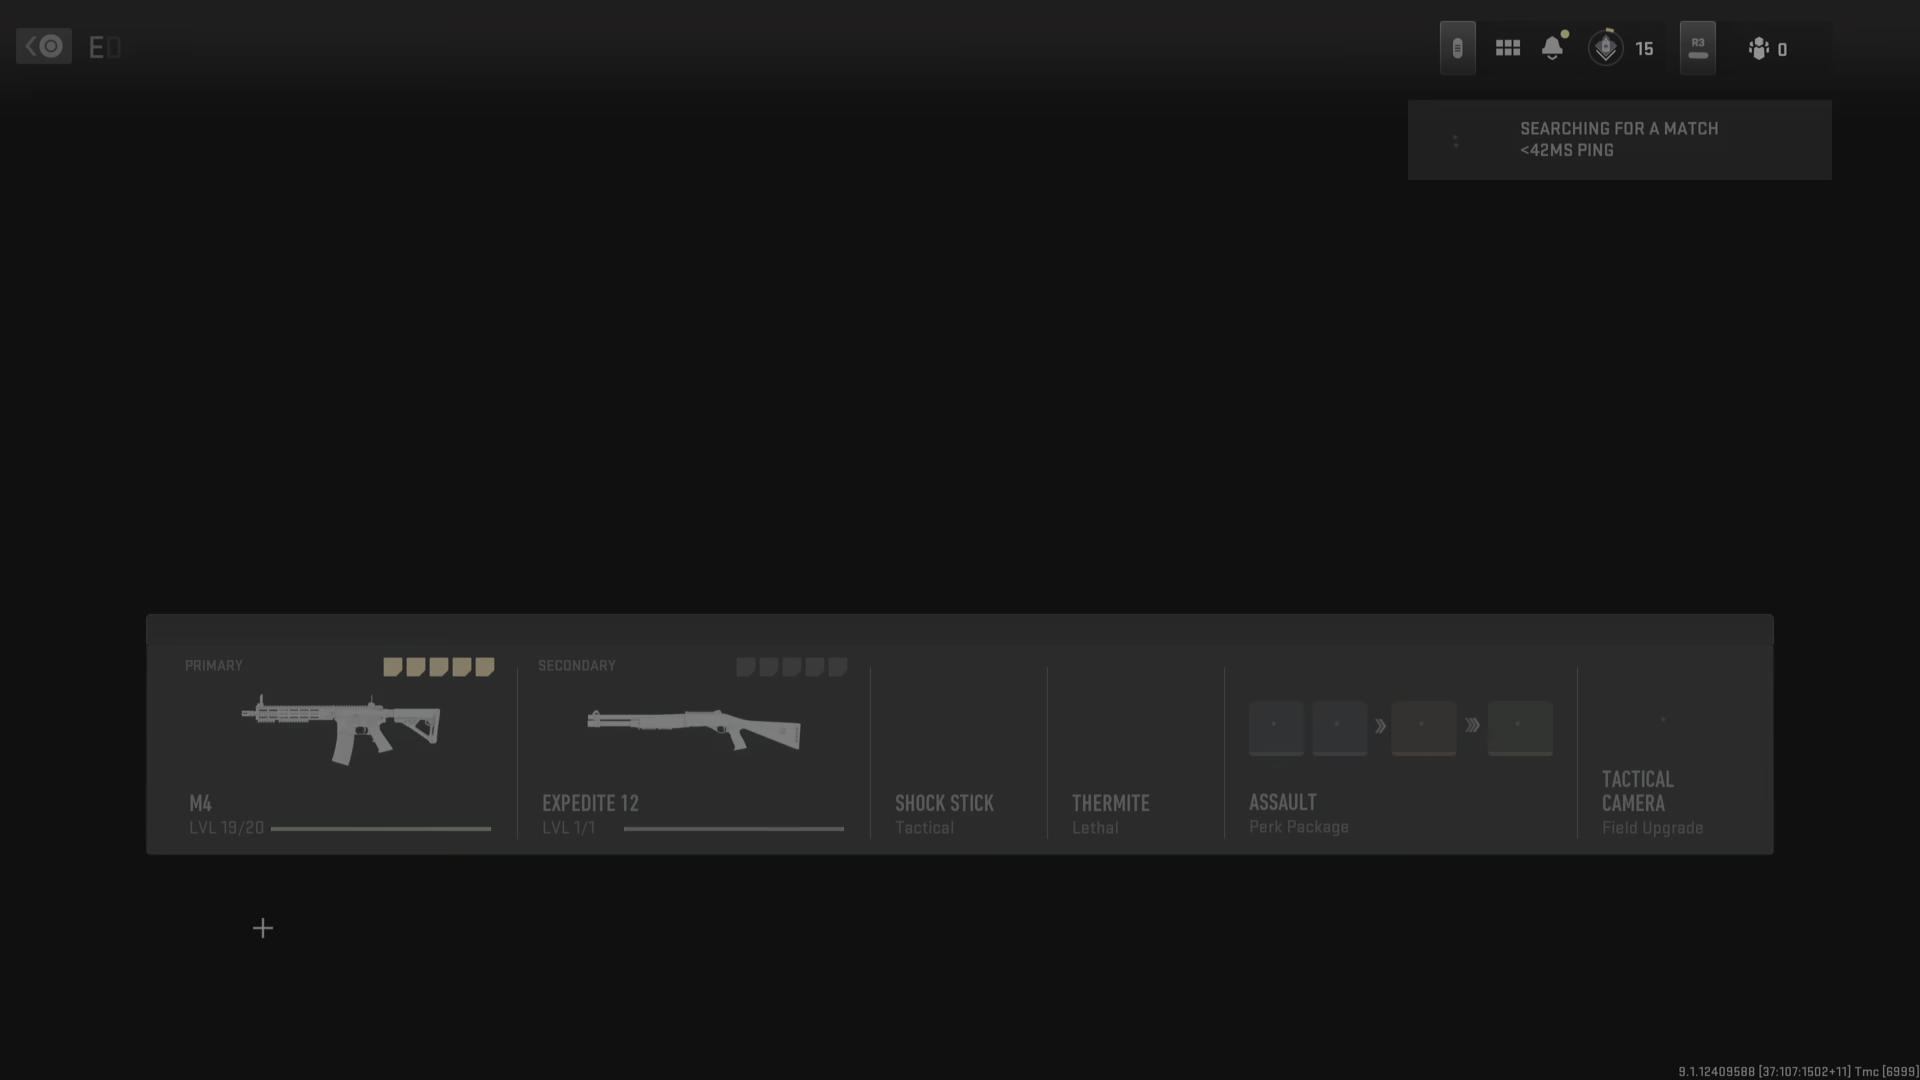 ED
15
R3
0
SEARCHING FOR A MATCH
<42MS PING
PRIMARY
SECONDARY
M4
LVL 19/20
EXPEDITE 12
LVL 1/1
SHOCK STICK
Tactical
THERMITE
Lethal
ASSAULT
Perk Package
TACTICAL
CAMERA
Field Upgrade
9.1.12409588 [37:107:1502+11] Tmc [6999]